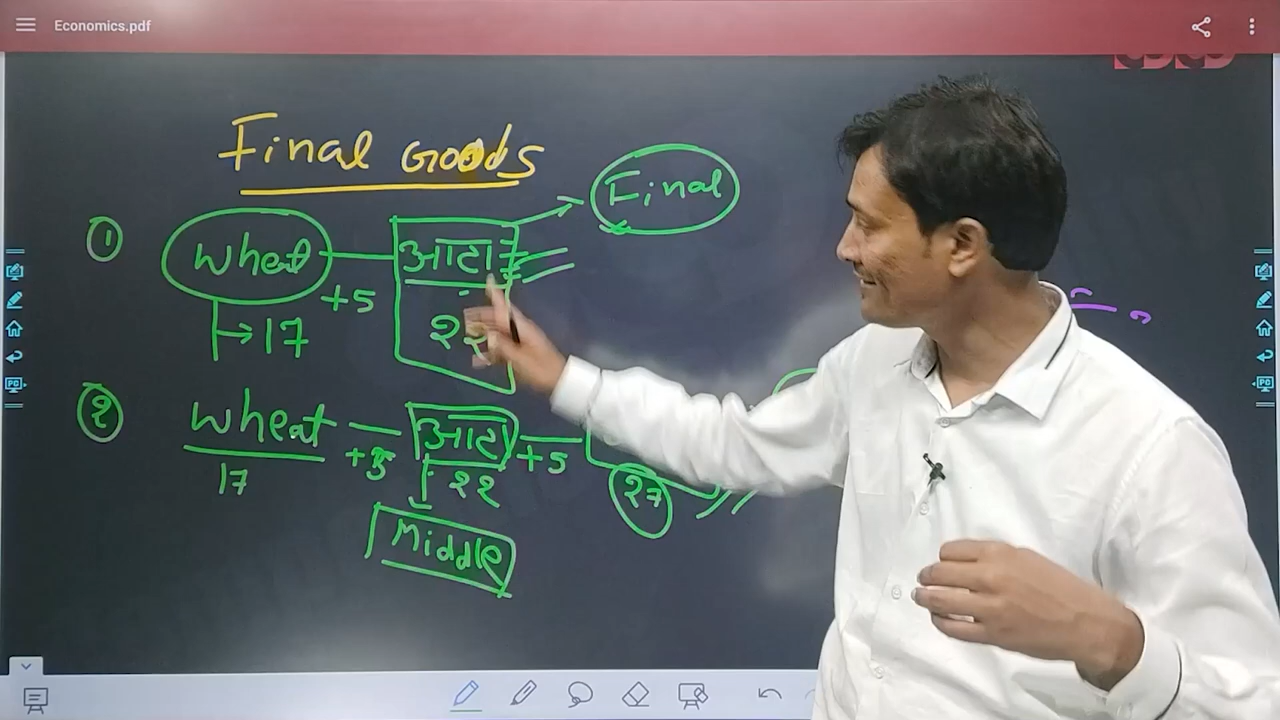 Economics.pdf
Final Goods
① wheat आटा Final
+5
→17 २२
② wheat +5 आटा +5
17 २२ २७
Middle